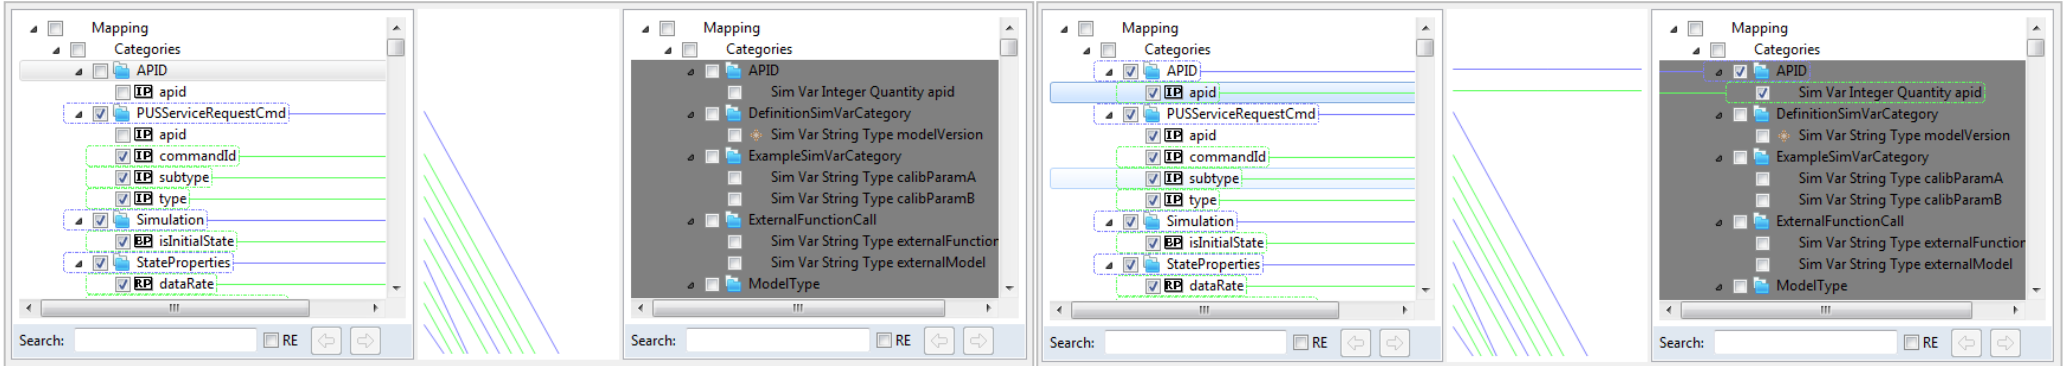 Mapping
Categories
APID
IP apid
PUSServiceRequestCmd
IP apid
IP commandId
IP subtype
IP type
Simulation
BP isInitialState
StateProperties
RP dataRate
Search:
RE
Mapping
Categories
APID
Sim Var Integer Quantity apid
DefinitionSimVarCategory
Sim Var String Type modelVersion
ExampleSimVarCategory
Sim Var String Type calibParamA
Sim Var String Type calibParamB
ExternalFunctionCall
Sim Var String Type externalFunction
Sim Var String Type externalModel
ModelType
Search:
RE
Mapping
Categories
APID
IP apid
PUSServiceRequestCmd
IP apid
IP commandId
IP subtype
IP type
Simulation
BP isInitialState
StateProperties
RP dataRate
Search:
RE
Mapping
Categories
APID
Sim Var Integer Quantity apid
DefinitionSimVarCategory
Sim Var String Type modelVersion
ExampleSimVarCategory
Sim Var String Type calibParamA
Sim Var String Type calibParamB
ExternalFunctionCall
Sim Var String Type externalFunction
Sim Var String Type externalModel
ModelType
Search:
RE